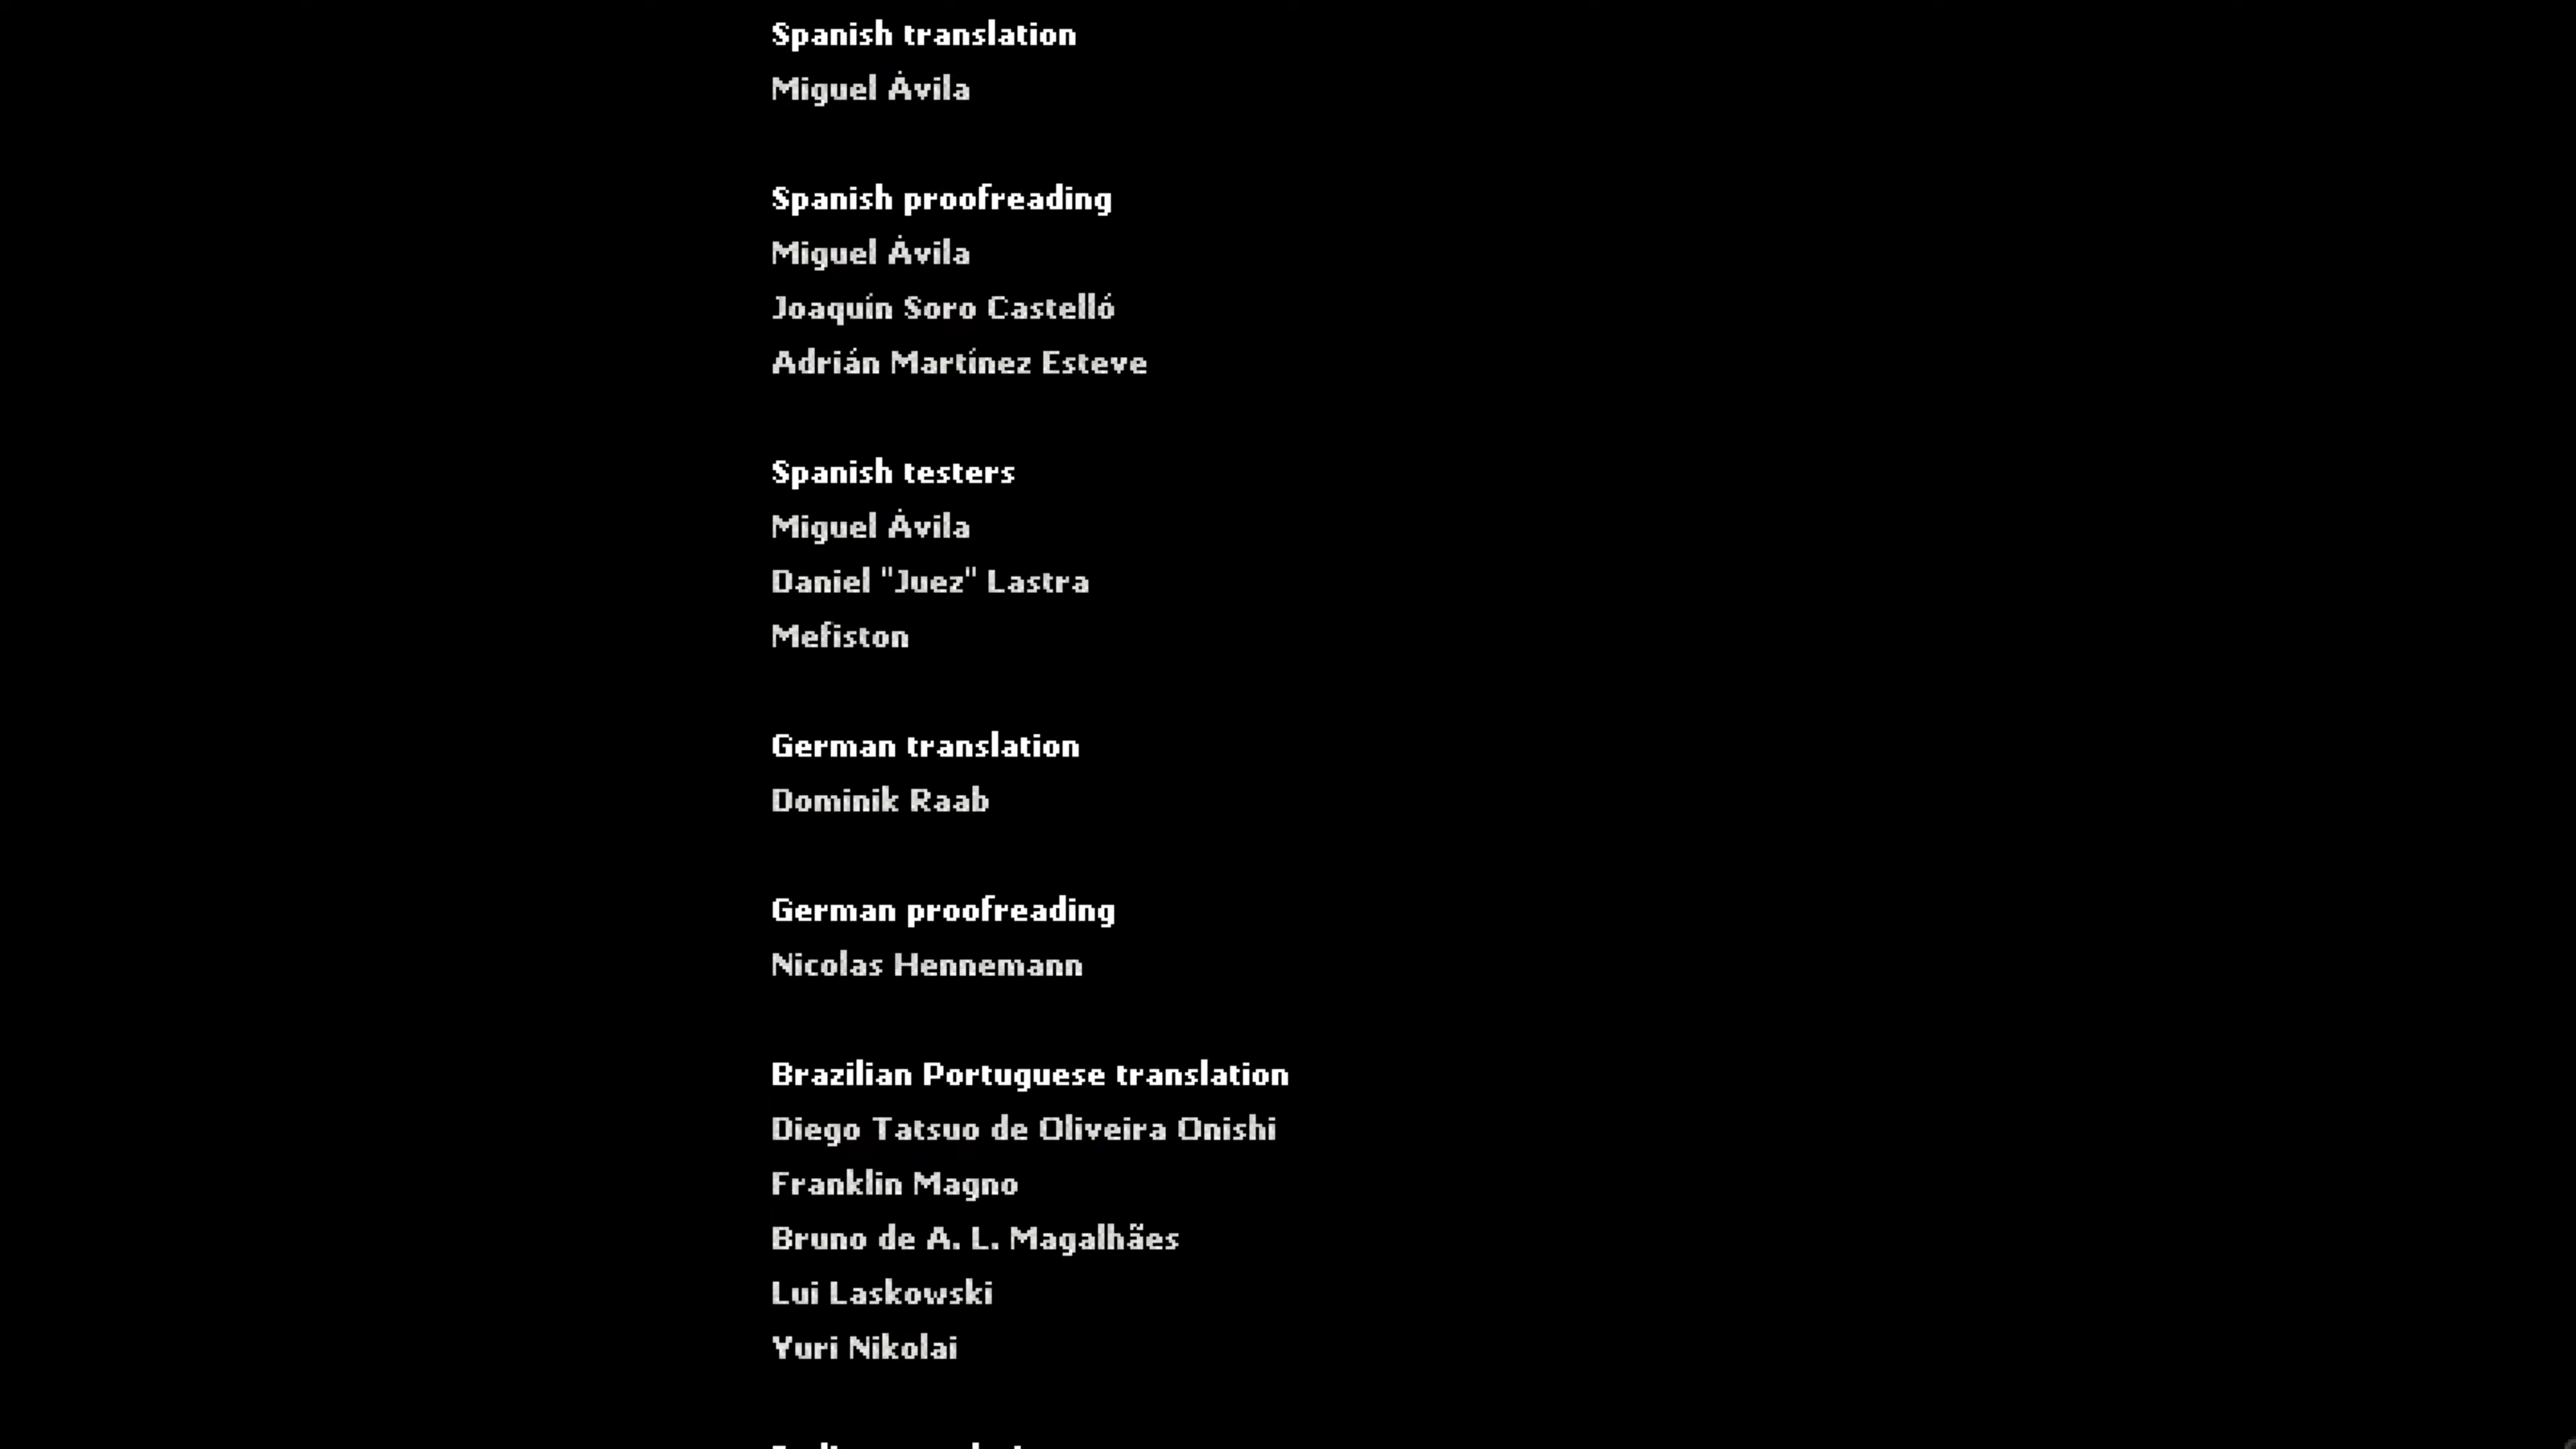 Spanish translation
Miguel Ávila
Spanish proofreading
Miguel Ávila
Joaquín Soro Castelló
Adrián Martínez Esteve
Spanish testers
Miguel Ávila
Daniel "Juez" Lastra
Mefiston
German translation
Dominik Raab
German proofreading
Nicolas Hennemann
Brazilian Portuguese translation
Diego Tatsuo de Oliveira Onishi
Franklin Magno
Bruno de A. L. Magalhães
Lui Laskowski
Yuri Nikolai